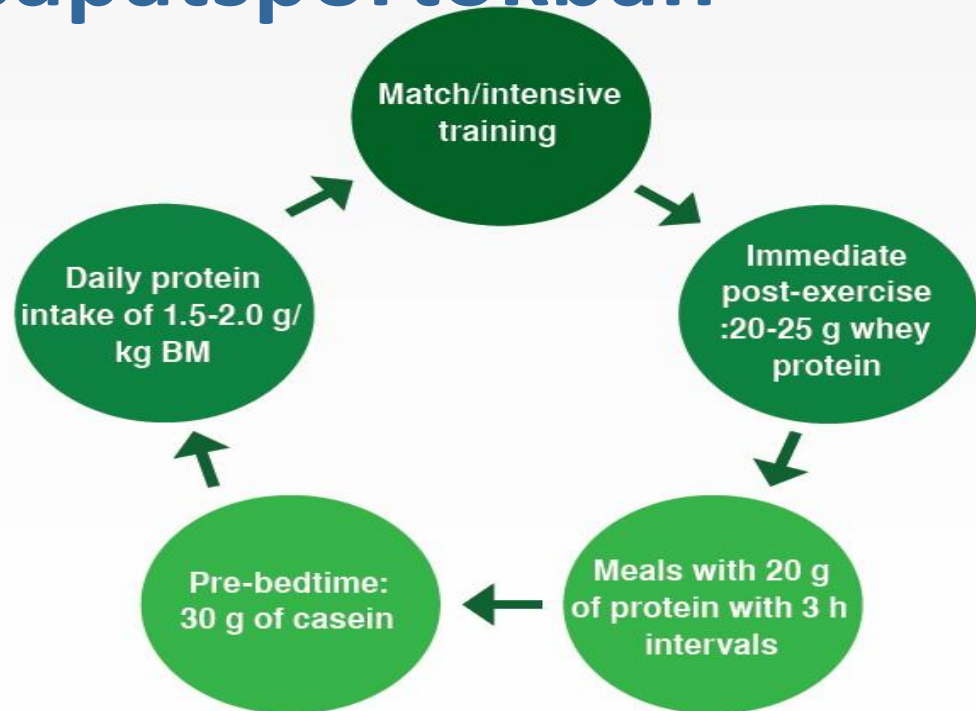 Match/intensive
training
Immediate
post-exercise
:20-25 g whey
protein
Meals with 20 g
of protein with 3 h
intervals
Pre-bedtime:
30 g of casein
Daily protein
intake of 1.5-2.0 g/
kg BM